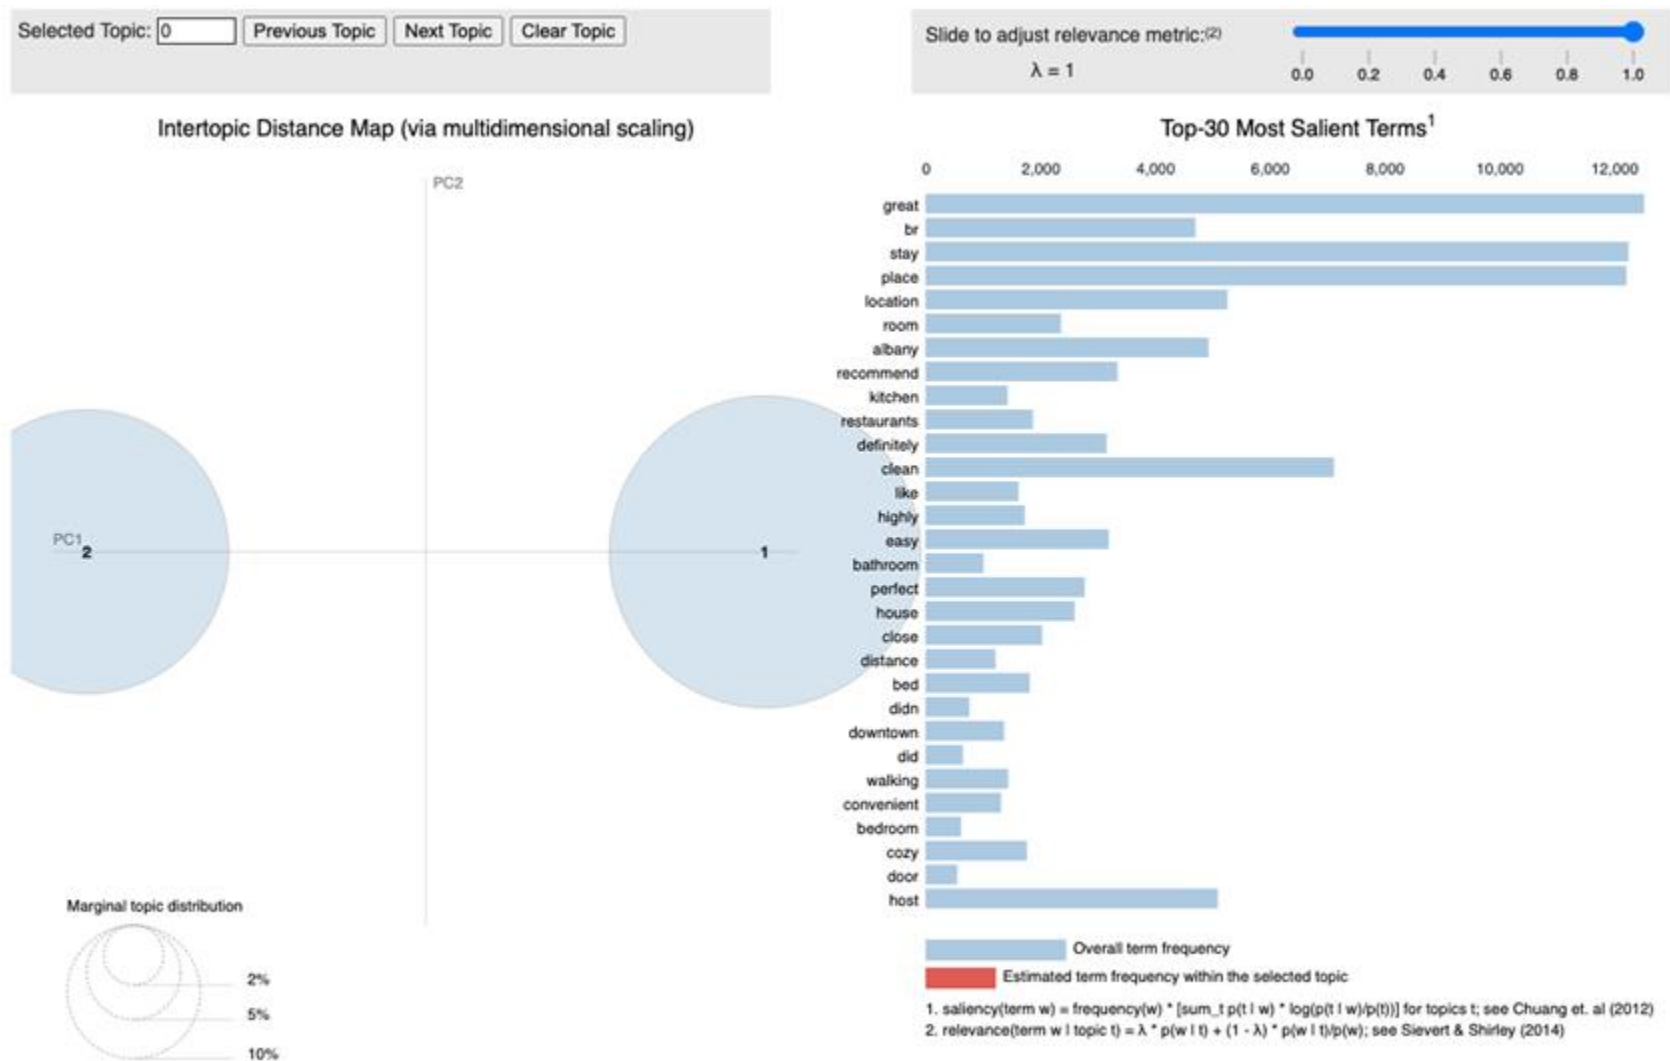 Selected Topic: 0 Previous Topic Next Topic Clear Topic
Slide to adjust relevance metric:(2)
λ = 1
0.0 0.2 0.4 0.6 0.8 1.0
Intertopic Distance Map (via multidimensional scaling)
PC2
PC1
2
1
Marginal topic distribution
2%
5%
10%
Top-30 Most Salient Terms1
0 2,000 4,000 6,000 8,000 10,000 12,000
great
br
stay
place
location
room
albany
recommend
kitchen
restaurants
definitely
clean
like
highly
easy
bathroom
perfect
house
close
distance
bed
didn
downtown
did
walking
convenient
bedroom
cozy
door
host
Overall term frequency
Estimated term frequency within the selected topic
1. saliency(term w) = frequency(w) * [sum_t p(t | w) * log(p(t | w)/p(t))] for topics t; see Chuang et. al (2012)
2. relevance(term w | topic t) = λ * p(w | t) + (1 - λ) * p(w | t)/p(w); see Sievert & Shirley (2014)